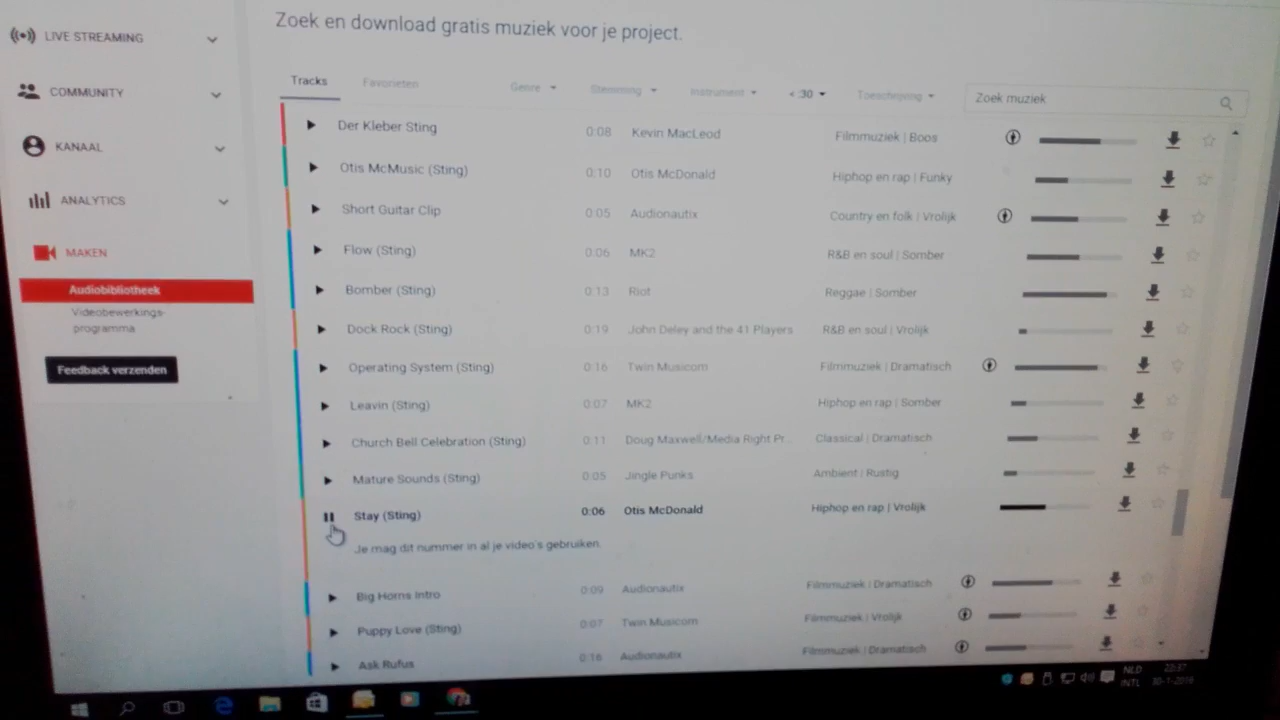 Zoek en download gratis muziek voor je project.
LIVE STREAMING
COMMUNITY
KANAAL
ANALYTICS
MAKEN
Audiobibliotheek
Videobewerkings-
programma
Feedback verzenden
Tracks Favorieten Genre Stemming Instrument < :30 Toeschrijving Zoek muziek
Der Kleber Sting 0:08 Kevin MacLeod Filmmuziek | Boos
Otis McMusic (Sting) 0:10 Otis McDonald Hiphop en rap | Funky
Short Guitar Clip 0:05 Audionautix Country en folk | Vrolijk
Flow (Sting) 0:06 MK2 R&B en soul | Somber
Bomber (Sting) 0:13 Riot Reggae | Somber
Dock Rock (Sting) 0:19 John Deley and the 41 Players R&B en soul | Vrolijk
Operating System (Sting) 0:16 Twin Musicom Filmmuziek | Dramatisch
Leavin (Sting) 0:07 MK2 Hiphop en rap | Somber
Church Bell Celebration (Sting) 0:11 Doug Maxwell/Media Right Pr... Classical | Dramatisch
Mature Sounds (Sting) 0:05 Jingle Punks Ambient | Rustig
Stay (Sting) 0:06 Otis McDonald Hiphop en rap | Vrolijk
Je mag dit nummer in al je video's gebruiken.
Big Horns Intro 0:09 Audionautix Filmmuziek | Dramatisch
Puppy Love (Sting) 0:07 Twin Musicom Filmmuziek | Vrolijk
Ask Rufus 0:16 Audionautix Filmmuziek | Dramatisch
NLD 22:37
INTL 30-1-2018